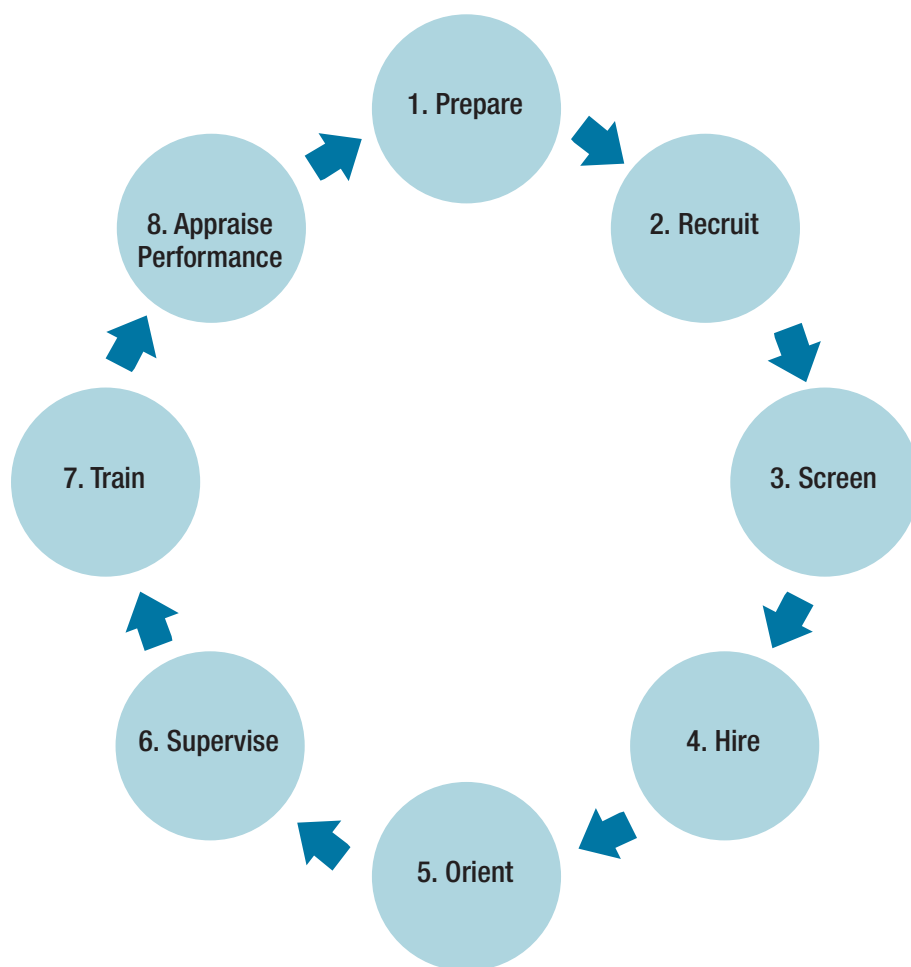 1. Prepare
2. Recruit
3. Screen
4. Hire
5. Orient
6. Supervise
7. Train
8. Appraise
Performance